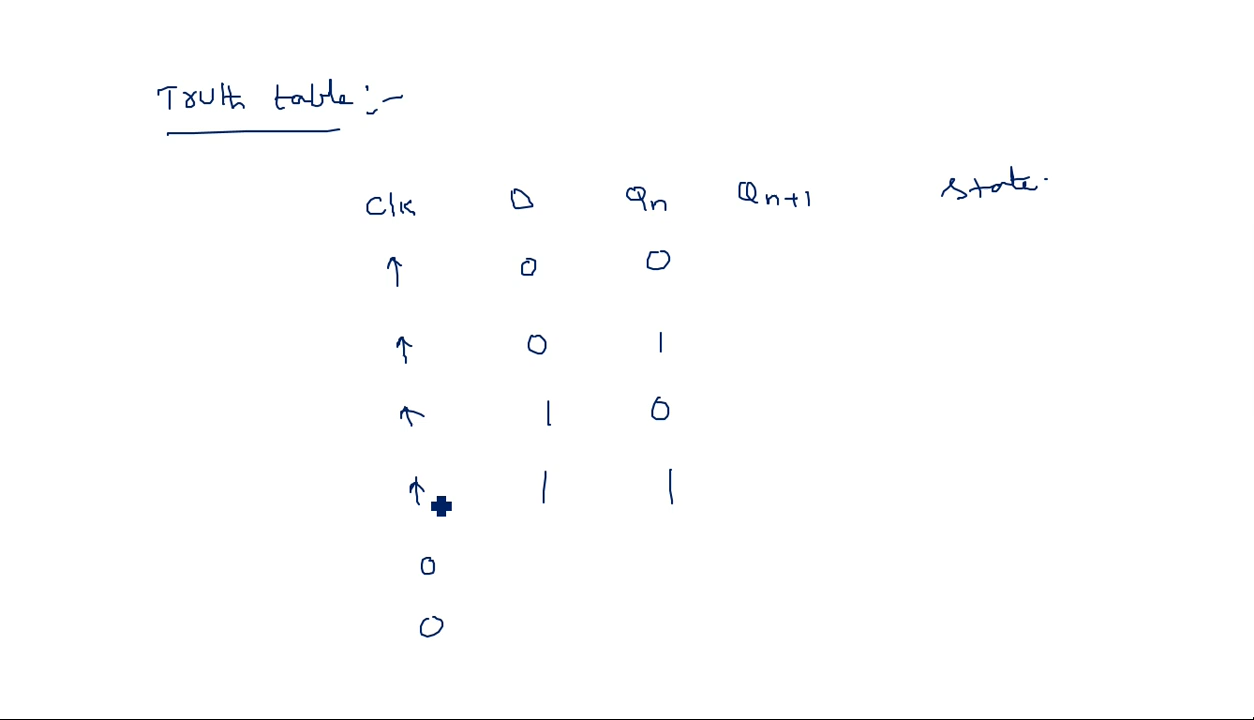 Truth table :-
Clk D Qn Qn+1 state.
↑ 0 0
↑ 0 1
↑ 1 0
↑ 1 1
0
0